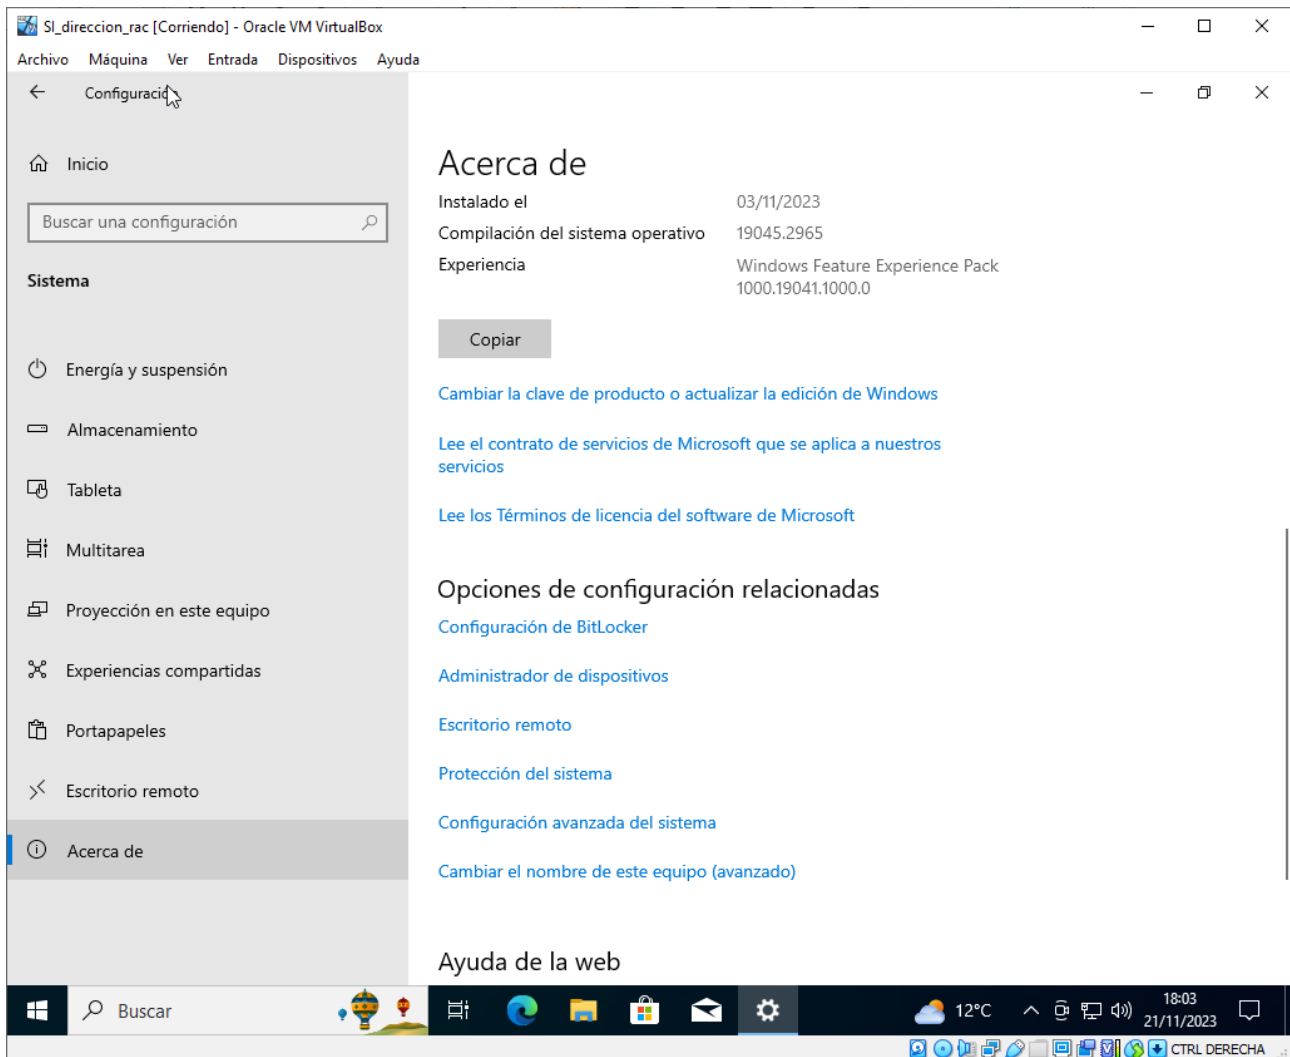 SI_direccion_rac [Corriendo] - Oracle VM VirtualBox
Archivo Máquina Ver Entrada Dispositivos Ayuda
Configuración
Inicio
Buscar una configuración
Sistema
Energía y suspensión
Almacenamiento
Tableta
Multitarea
Proyección en este equipo
Experiencias compartidas
Portapapeles
Escritorio remoto
Acerca de
Acerca de
Instalado el 03/11/2023
Compilación del sistema operativo 19045.2965
Experiencia Windows Feature Experience Pack
1000.19041.1000.0
Copiar
Cambiar la clave de producto o actualizar la edición de Windows
Lee el contrato de servicios de Microsoft que se aplica a nuestros
servicios
Lee los Términos de licencia del software de Microsoft
Opciones de configuración relacionadas
Configuración de BitLocker
Administrador de dispositivos
Escritorio remoto
Protección del sistema
Configuración avanzada del sistema
Cambiar el nombre de este equipo (avanzado)
Ayuda de la web
Buscar
12°C
18:03
21/11/2023
CTRL DERECHA